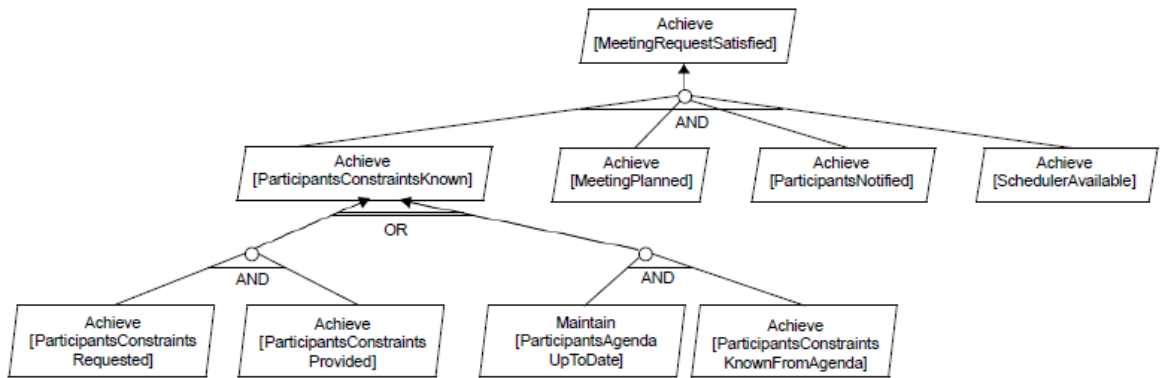 Achieve
[MeetingRequestSatisfied]
AND
Achieve
[ParticipantsConstraintsKnown]
Achieve
[MeetingPlanned]
Achieve
[ParticipantsNotified]
Achieve
[SchedulerAvailable]
OR
AND
AND
Achieve
[ParticipantsConstraints
Requested]
Achieve
[ParticipantsConstraints
Provided]
Maintain
[ParticipantsAgenda
UpToDate]
Achieve
[ParticipantsConstraints
KnownFromAgenda]